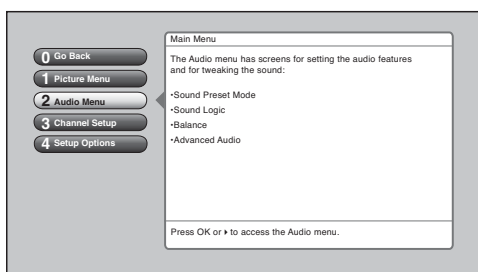 0 Go Back
1 Picture Menu
2 Audio Menu
3 Channel Setup
4 Setup Options
Main Menu
The Audio menu has screens for setting the audio features
and for tweaking the sound:
•Sound Preset Mode
•Sound Logic
•Balance
•Advanced Audio
Press OK or ▸ to access the Audio menu.